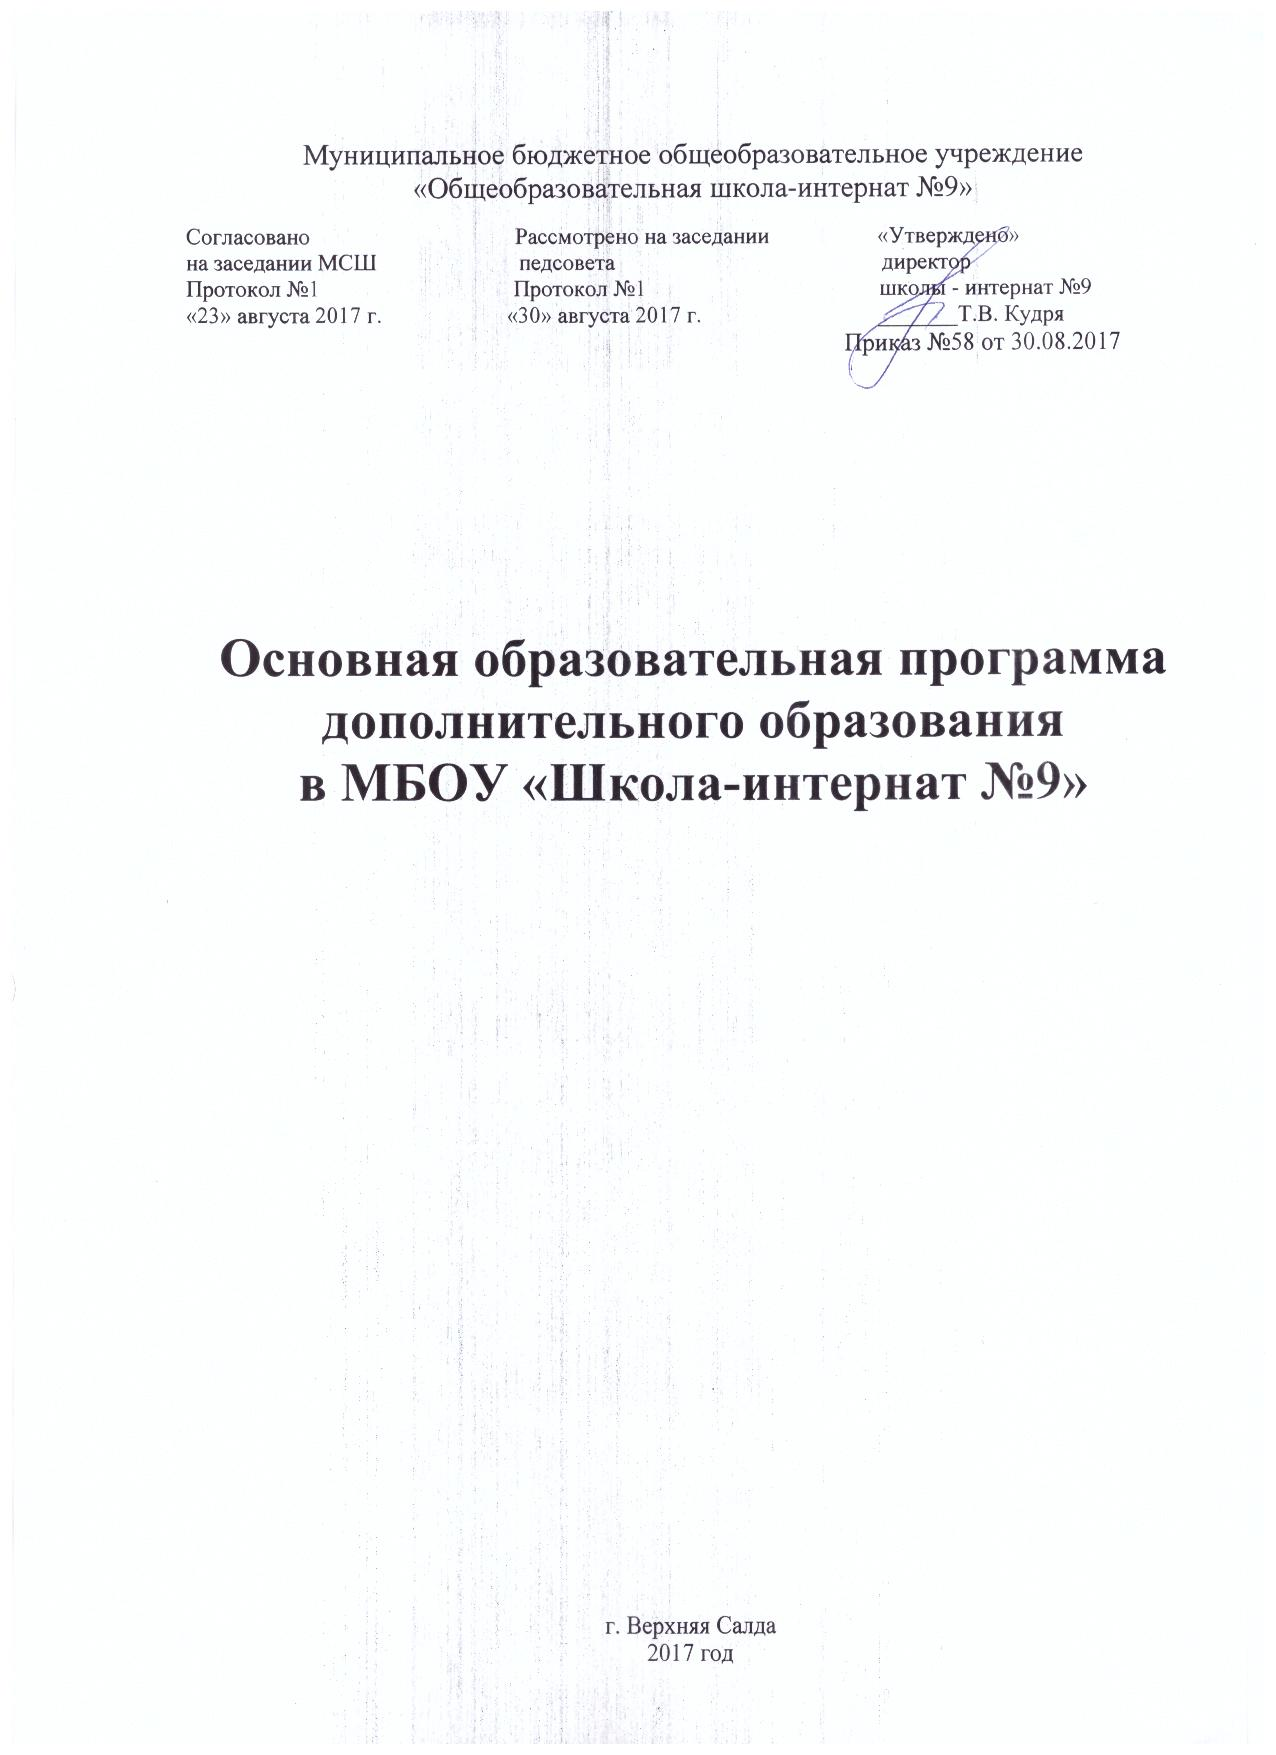 Муниципальное бюджетное общеобразовательное учреждение
«Общеобразовательная школа-интернат №9»
Согласовано
на заседании МСШ
Протокол №1
«23» августа 2017 г.
Рассмотрено на заседании
педсовета
Протокол №1
«30» августа 2017 г.
«Утверждено»
директор
школы - интернат №9
________Т.В. Кудря
Приказ №58 от 30.08.2017
Основная образовательная программа
дополнительного образования
в МБОУ «Школа-интернат №9»
г. Верхняя Салда
2017 год